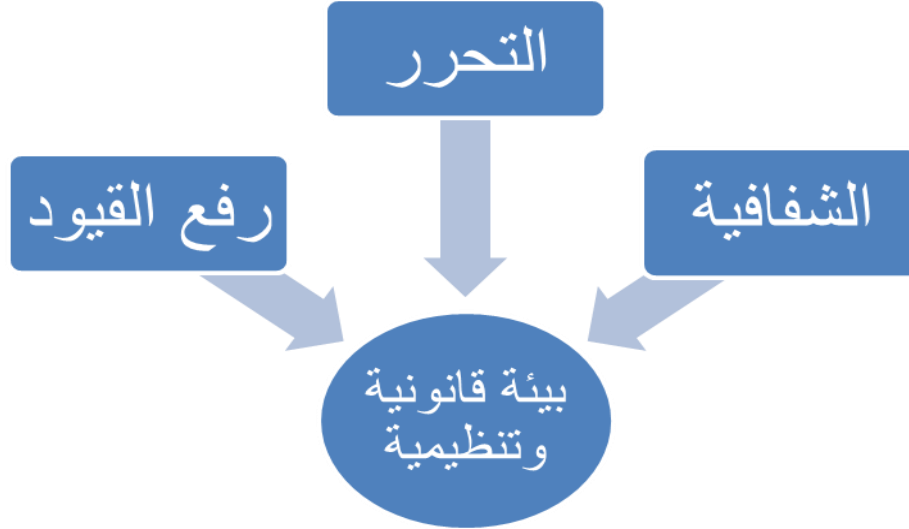 التحرر
الشفافية
رفع القيود
بيئة قانونية
وتنظيمية